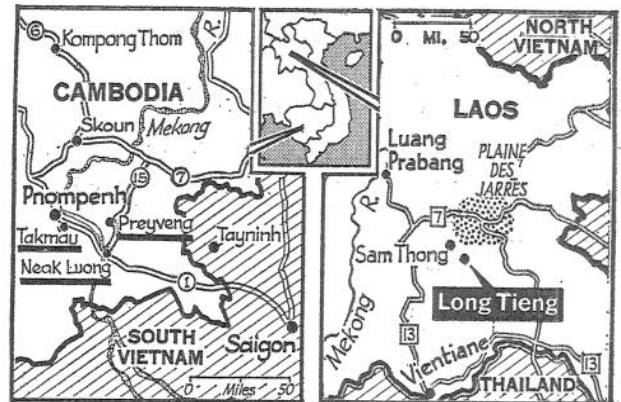 6
Kompong Thom
R.
CAMBODIA
Mekong
Skoun
7
15
Pnompenh
Preyveng
Takmau
Tayninh
Neak Luong
1
SOUTH
VIETNAM
Saigon
0 Miles 50
0 MI. 50
NORTH
VIETNAM
LAOS
Luang
Prabang
PLAINE
DES
JARRES
R.
7
Sam Thong
Long Tieng
Mekong
13
Vientiane
13
THAILAND